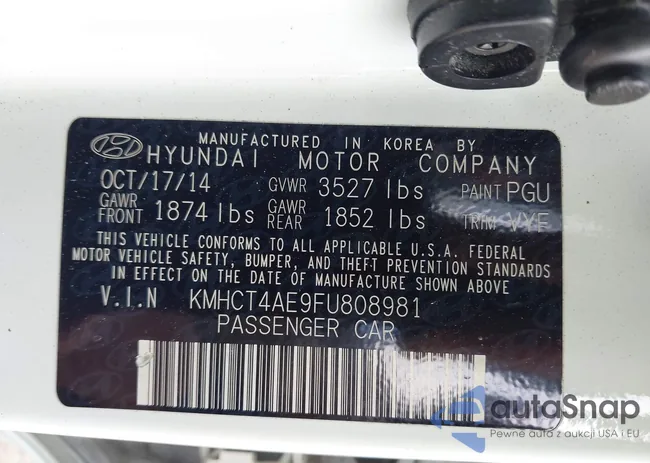 MANUFACTURED IN KOREA BY
HYUNDAI MOTOR COMPANY
OCT/17/14 GVWR 3527 lbs PAINT PGU
GAWR FRONT 1874 lbs GAWR REAR 1852 lbs TRIM VYF
THIS VEHICLE CONFORMS TO ALL APPLICABLE U.S.A. FEDERAL
MOTOR VEHICLE SAFETY, BUMPER, AND THEFT PREVENTION STANDARDS
IN EFFECT ON THE DATE OF MANUFACTURE SHOWN ABOVE
V.I.N KMHCT4AE9FU808981
PASSENGER CAR
autoSnap
Pewne auta z aukcji USA i EU